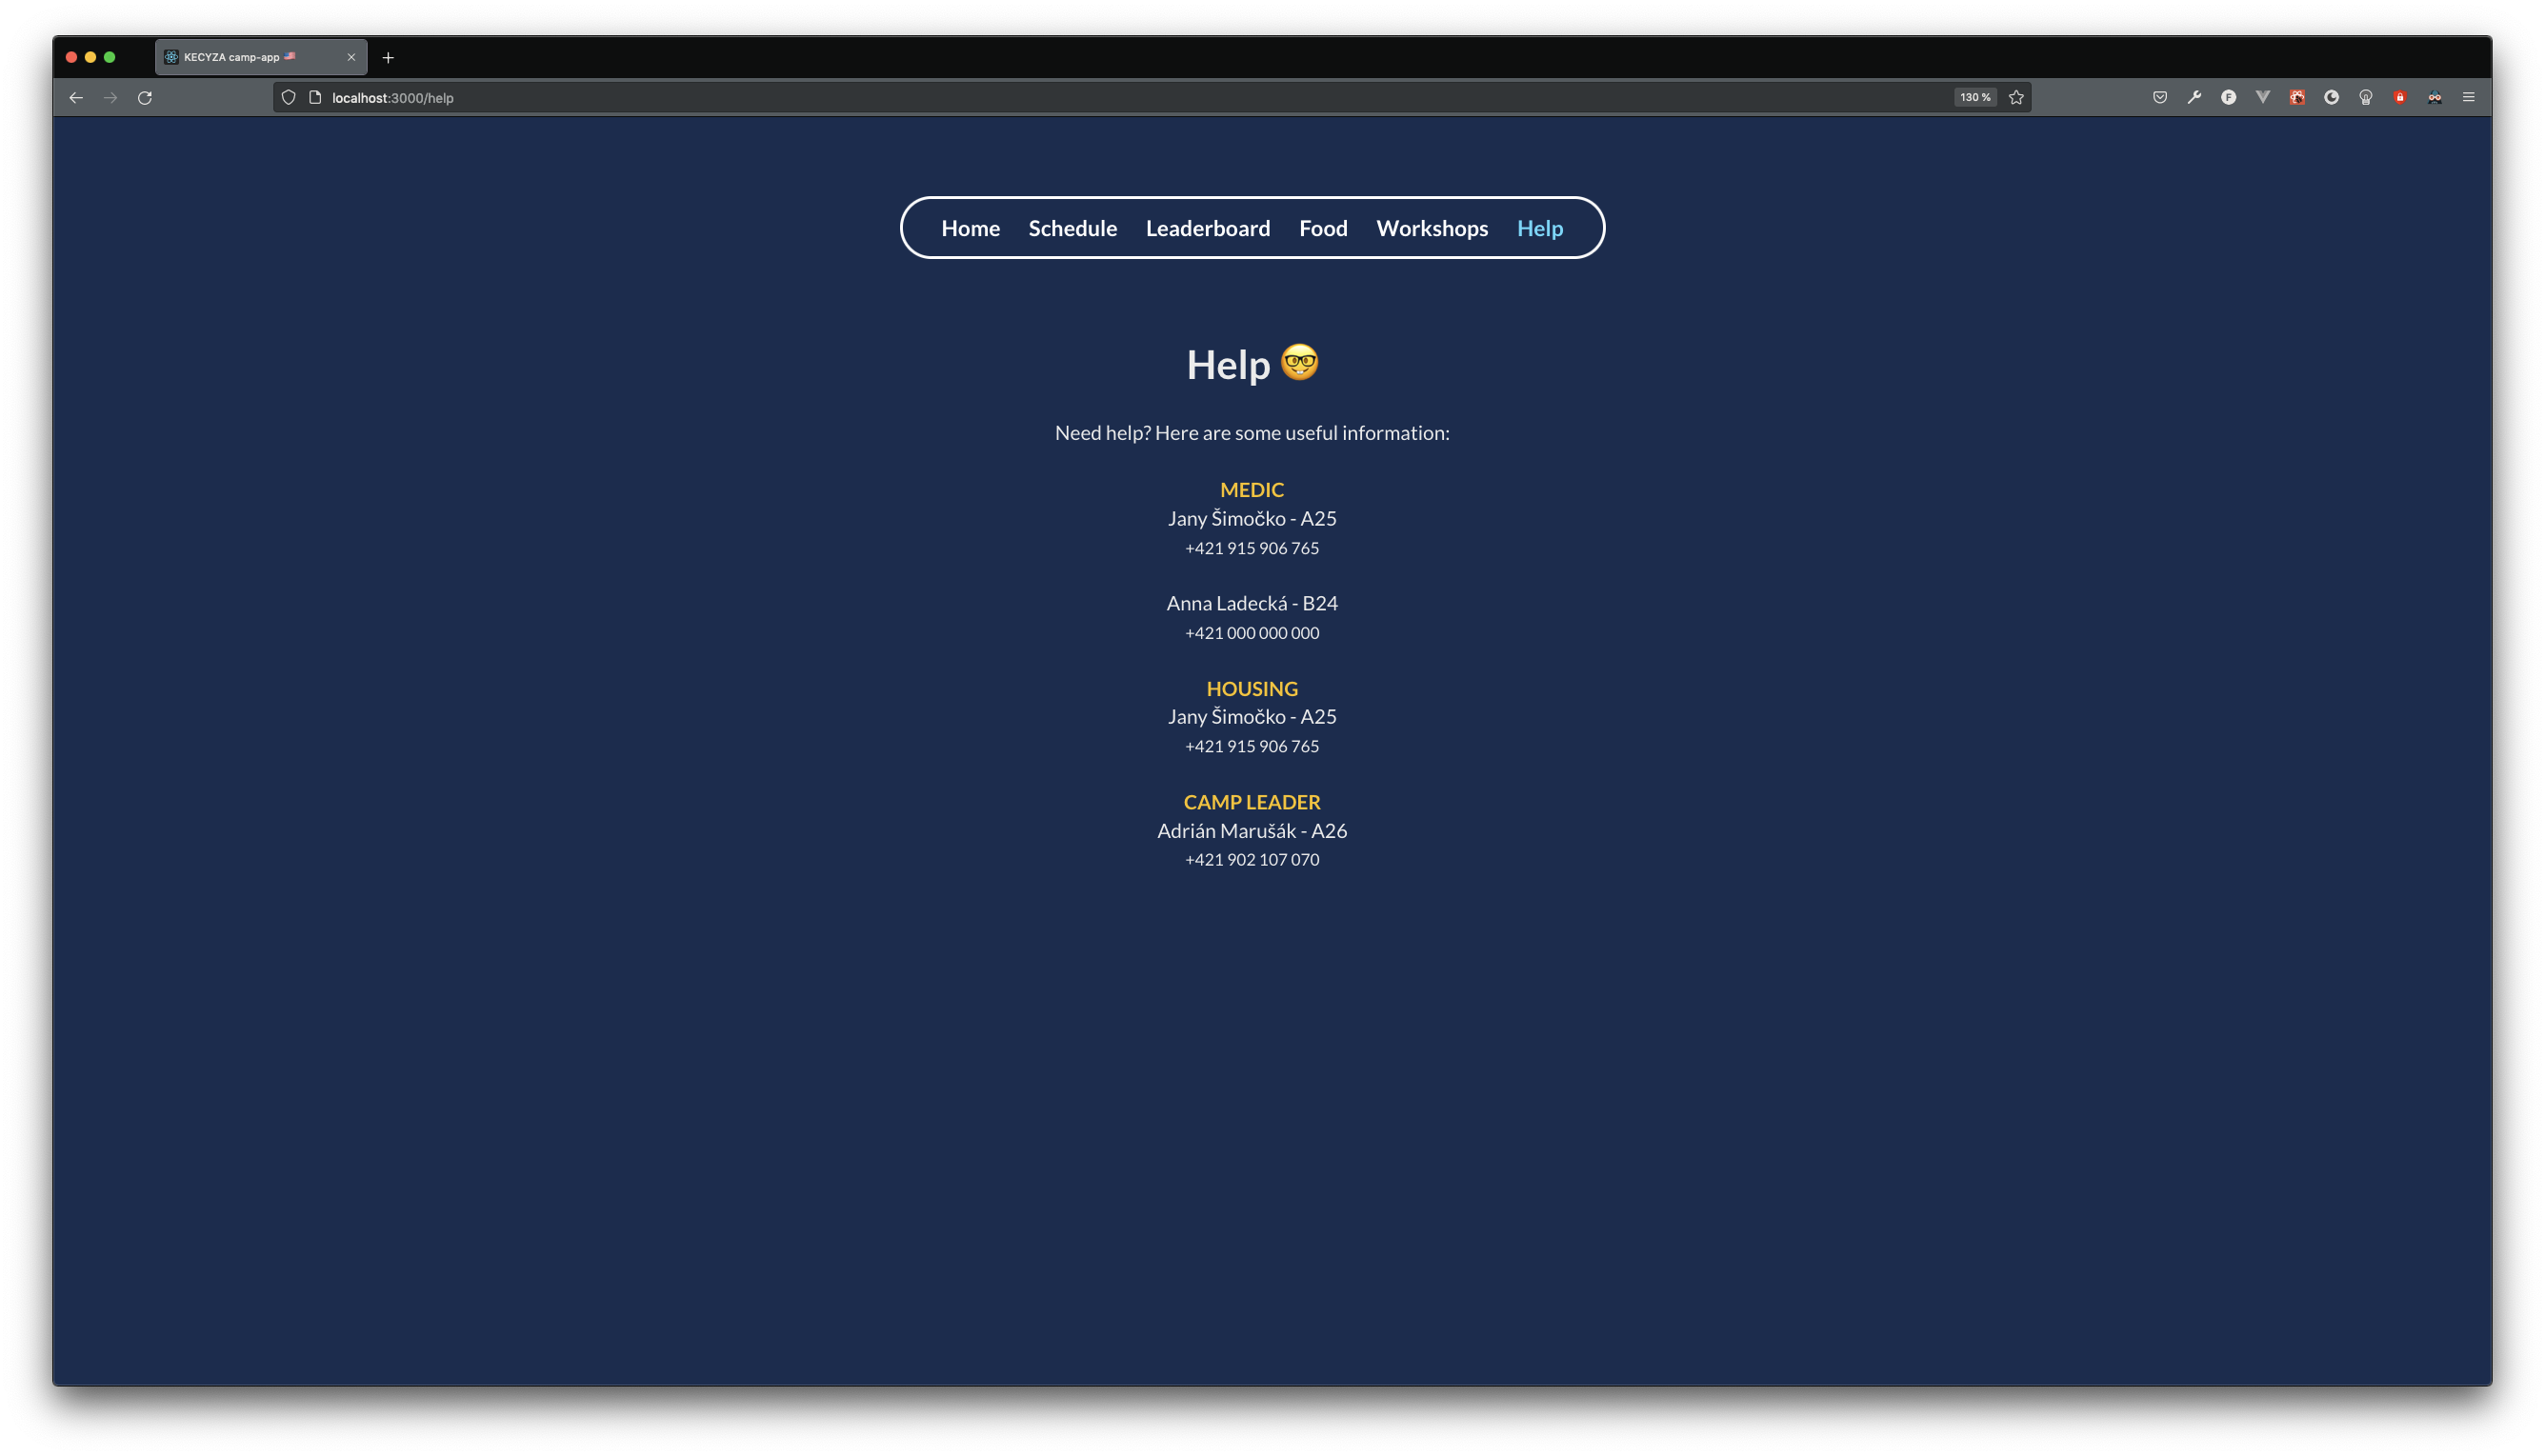 KECYZA camp-app 🇺🇸
localhost:3000/help
130 %
Home Schedule Leaderboard Food Workshops Help
Help 🤓
Need help? Here are some useful information:
MEDIC
Jany Šimočko - A25
+421 915 906 765
Anna Ladecká - B24
+421 000 000 000
HOUSING
Jany Šimočko - A25
+421 915 906 765
CAMP LEADER
Adrián Marušák - A26
+421 902 107 070